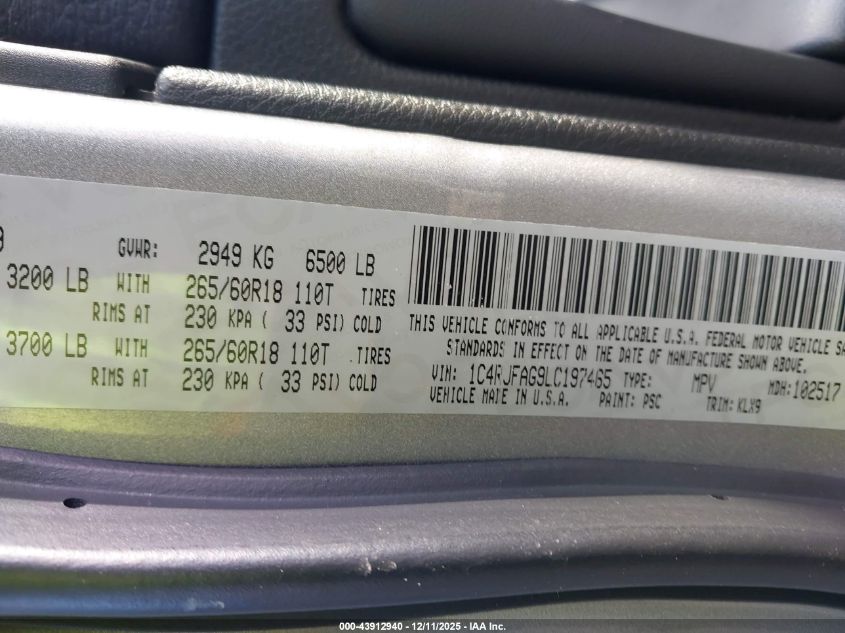 9
GVWR: 2949 KG 6500 LB
3200 LB WITH 265/60R18 110T TIRES
RIMS AT 230 KPA ( 33 PSI) COLD
3700 LB WITH 265/60R18 110T .TIRES
RIMS AT 230 KPA ( 33 PSI) COLD
THIS VEHICLE CONFORMS TO ALL APPLICABLE U.S.A. FEDERAL MOTOR VEHICLE SA
STANDARDS IN EFFECT ON THE DATE OF MANUFACTURE SHOWN ABOVE.
VIN: 1C4RJFAG9LC197465 TYPE: MPV MDH:102517
VEHICLE MADE IN U.S.A. PAINT: PSC TRIM: KLX9
000-43912940 - 12/11/2025 - IAA Inc.